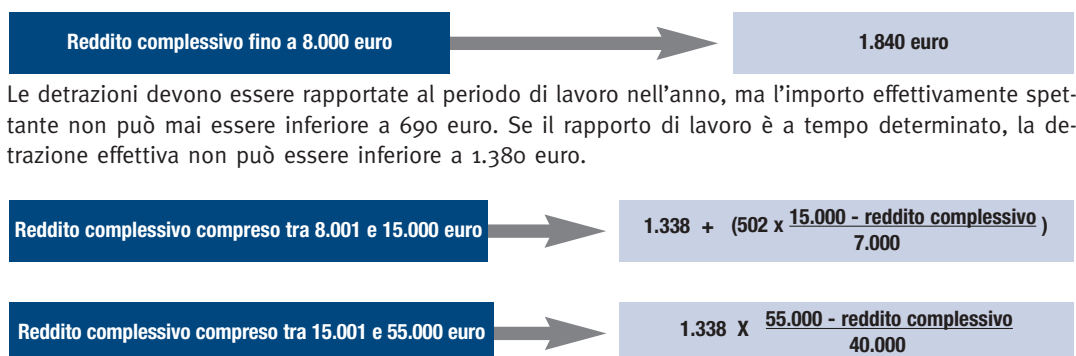 Reddito complessivo fino a 8.000 euro 1.840 euro
Le detrazioni devono essere rapportate al periodo di lavoro nell'anno, ma l'importo effettivamente spet-
tante non può mai essere inferiore a 690 euro. Se il rapporto di lavoro è a tempo determinato, la de-
trazione effettiva non può essere inferiore a 1.380 euro.
Reddito complessivo compreso tra 8.001 e 15.000 euro 1.338 + (502 x 15.000 - reddito complessivo )
7.000
Reddito complessivo compreso tra 15.001 e 55.000 euro 1.338 X 55.000 - reddito complessivo
40.000